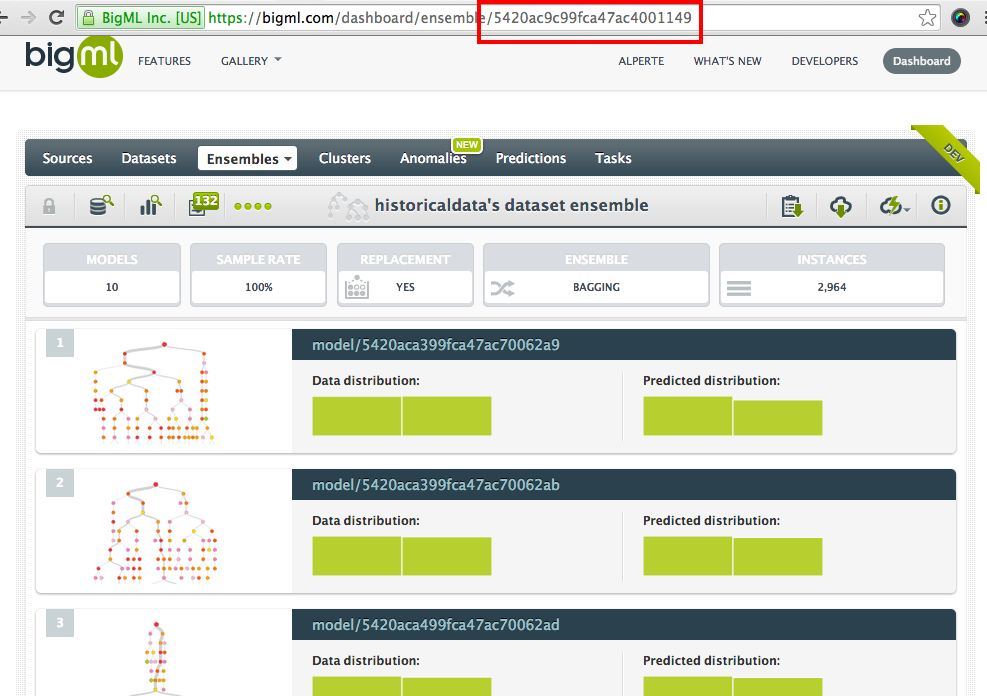 BigML Inc. [US] https://bigml.com/dashboard/ensemble/5420ac9c99fca47ac4001149
bigml FEATURES GALLERY ALPERTE WHAT'S NEW DEVELOPERS Dashboard
NEW
Sources Datasets Ensembles Clusters Anomalies Predictions Tasks
DEV
132 historicaldata's dataset ensemble
MODELS SAMPLE RATE REPLACEMENT ENSEMBLE INSTANCES
10 100% YES BAGGING 2,964
1 model/5420aca399fca47ac70062a9
Data distribution: Predicted distribution:
2 model/5420aca399fca47ac70062ab
Data distribution: Predicted distribution:
3 model/5420aca499fca47ac70062ad
Data distribution: Predicted distribution: